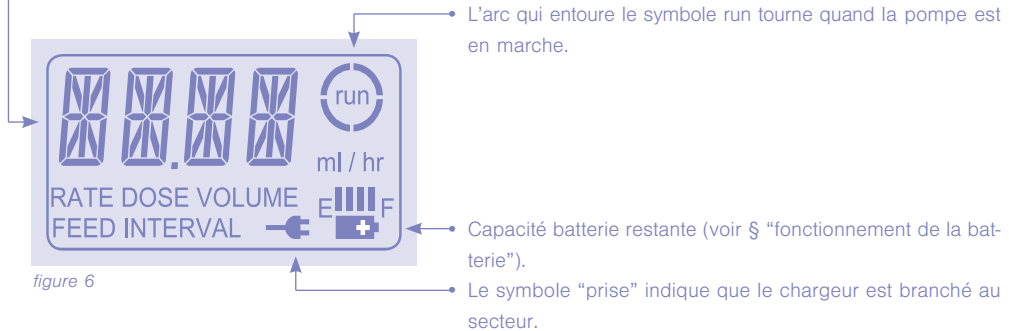 L'arc qui entoure le symbole run tourne quand la pompe est
en marche.
run
ml / hr
RATE DOSE VOLUME
FEED INTERVAL
E F
figure 6
Capacité batterie restante (voir § “fonctionnement de la bat-
terie”).
Le symbole “prise” indique que le chargeur est branché au
secteur.